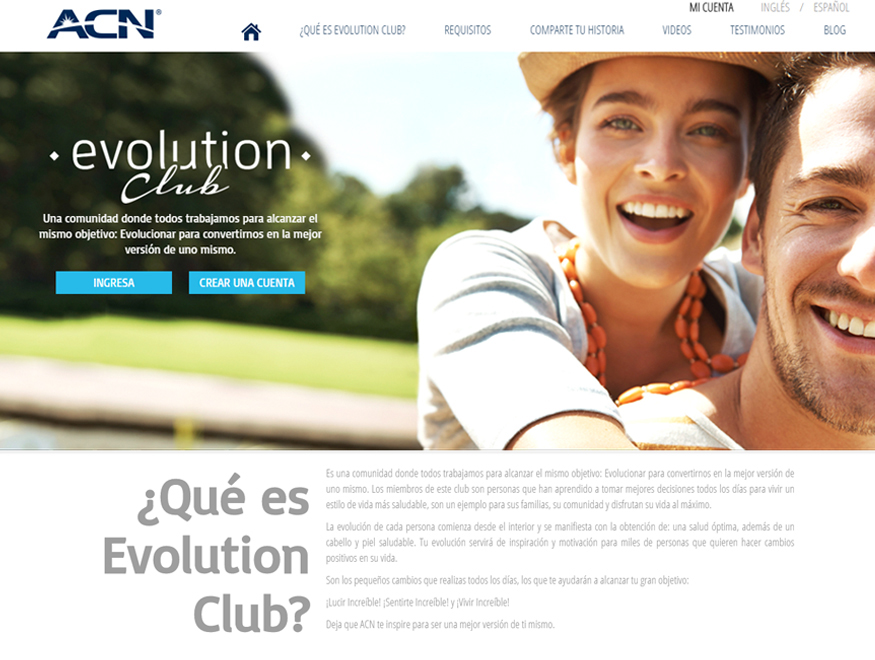 ACN®
MI CUENTA INGLÉS / ESPAÑOL
¿QUÉ ES EVOLUTION CLUB? REQUISITOS COMPARTE TU HISTORIA VIDEOS TESTIMONIOS BLOG
evolution
Club
Una comunidad donde todos trabajamos para alcanzar el
mismo objetivo: Evolucionar para convertirnos en la mejor
versión de uno mismo.
INGRESA CREAR UNA CUENTA
¿Qué es
Evolution
Club?
Es una comunidad donde todos trabajamos para alcanzar el mismo objetivo: Evolucionar para convertirnos en la mejor versión de
uno mismo. Los miembros de este club son personas que han aprendido a tomar mejores decisiones todos los días para vivir un
estilo de vida más saludable, son un ejemplo para sus familias, su comunidad y disfrutan su vida al máximo.
La evolución de cada persona comienza desde el interior y se manifiesta con la obtención de: una salud óptima, además de un
cabello y piel saludable. Tu evolución servirá de inspiración y motivación para miles de personas que quieren hacer cambios
positivos en su vida.
Son los pequeños cambios que realizas todos los días, los que te ayudarán a alcanzar tu gran objetivo:
¡Lucir Increíble! ¡Sentirte Increíble! y ¡Vivir Increíble!
Deja que ACN te inspire para ser una mejor versión de ti mismo.